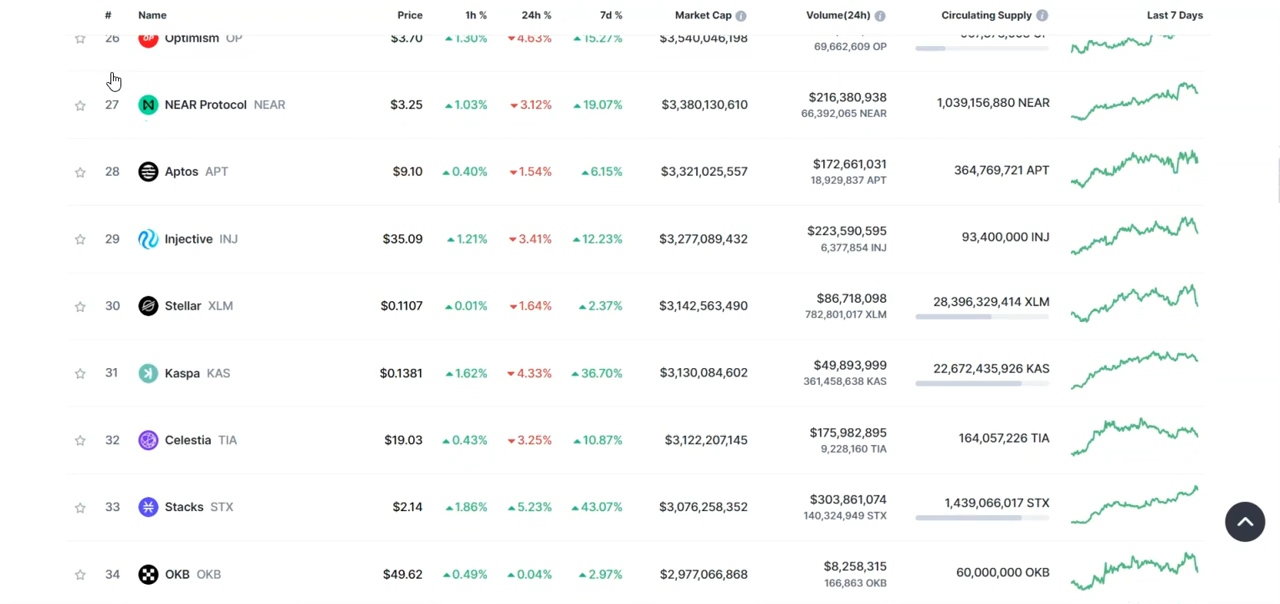 # Name Price 1h % 24h % 7d % Market Cap Volume(24h) Circulating Supply Last 7 Days
26 Optimism OP $3.70 1.30% 4.63% 15.27% $3,540,046,198
69,662,609 OP
27 NEAR Protocol NEAR $3.25 1.03% 3.12% 19.07% $3,380,130,610 $216,380,938 1,039,156,880 NEAR
66,392,065 NEAR
28 Aptos APT $9.10 0.40% 1.54% 6.15% $3,321,025,557 $172,661,031 364,769,721 APT
18,929,837 APT
29 Injective INJ $35.09 1.21% 3.41% 12.23% $3,277,089,432 $223,590,595 93,400,000 INJ
6,377,854 INJ
30 Stellar XLM $0.1107 0.01% 1.64% 2.37% $3,142,563,490 $86,718,098 28,396,329,414 XLM
782,801,017 XLM
31 Kaspa KAS $0.1381 1.62% 4.33% 36.70% $3,130,084,602 $49,893,999 22,672,435,926 KAS
361,458,638 KAS
32 Celestia TIA $19.03 0.43% 3.25% 10.87% $3,122,207,145 $175,982,895 164,057,226 TIA
9,228,160 TIA
33 Stacks STX $2.14 1.86% 5.23% 43.07% $3,076,258,352 $303,861,074 1,439,066,017 STX
140,324,949 STX
34 OKB OKB $49.62 0.49% 0.04% 2.97% $2,977,066,868 $8,258,315 60,000,000 OKB
166,863 OKB